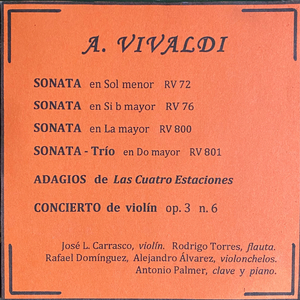 A. VIVALDI
SONATA en Sol menor RV 72
SONATA en Si b mayor RV 76
SONATA en La mayor RV 800
SONATA - Trío en Do mayor RV 801
ADAGIOS de Las Cuatro Estaciones
CONCIERTO de violín op. 3 n. 6
José L. Carrasco, violín. Rodrigo Torres, flauta.
Rafael Domínguez, Alejandro Álvarez, violonchelos.
Antonio Palmer, clave y piano.